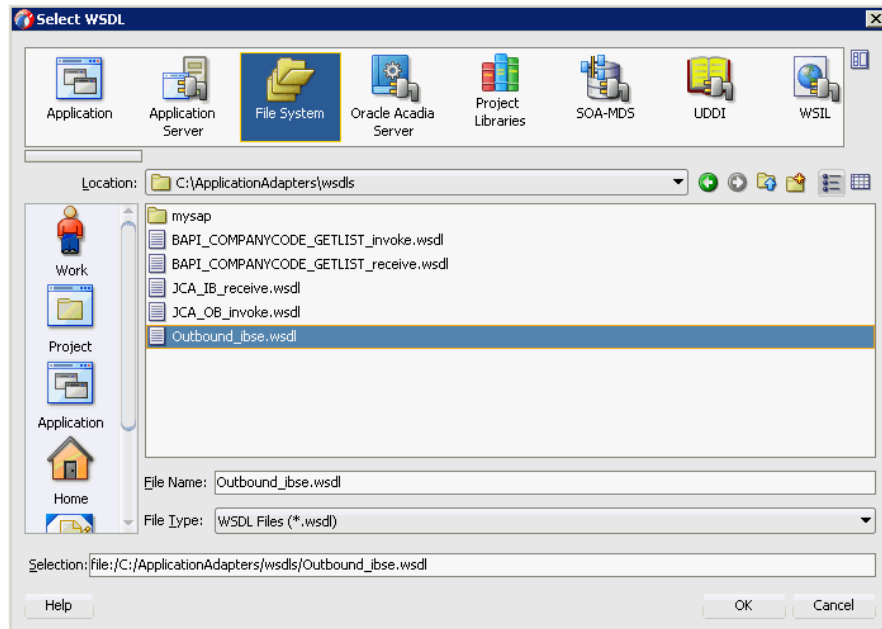 Select WSDL
Application
Application Server
File System
Oracle Acadia Server
Project Libraries
SOA-MDS
UDDI
WSIL
Location: C:\ApplicationAdapters\wsdls
Work
Project
Application
Home
mysap
BAPI_COMPANYCODE_GETLIST_invoke.wsdl
BAPI_COMPANYCODE_GETLIST_receive.wsdl
JCA_IB_receive.wsdl
JCA_OB_invoke.wsdl
Outbound_ibse.wsdl
File Name: Outbound_ibse.wsdl
File Type: WSDL Files (*.wsdl)
Selection: file:/C:/ApplicationAdapters/wsdls/Outbound_ibse.wsdl
Help
OK
Cancel